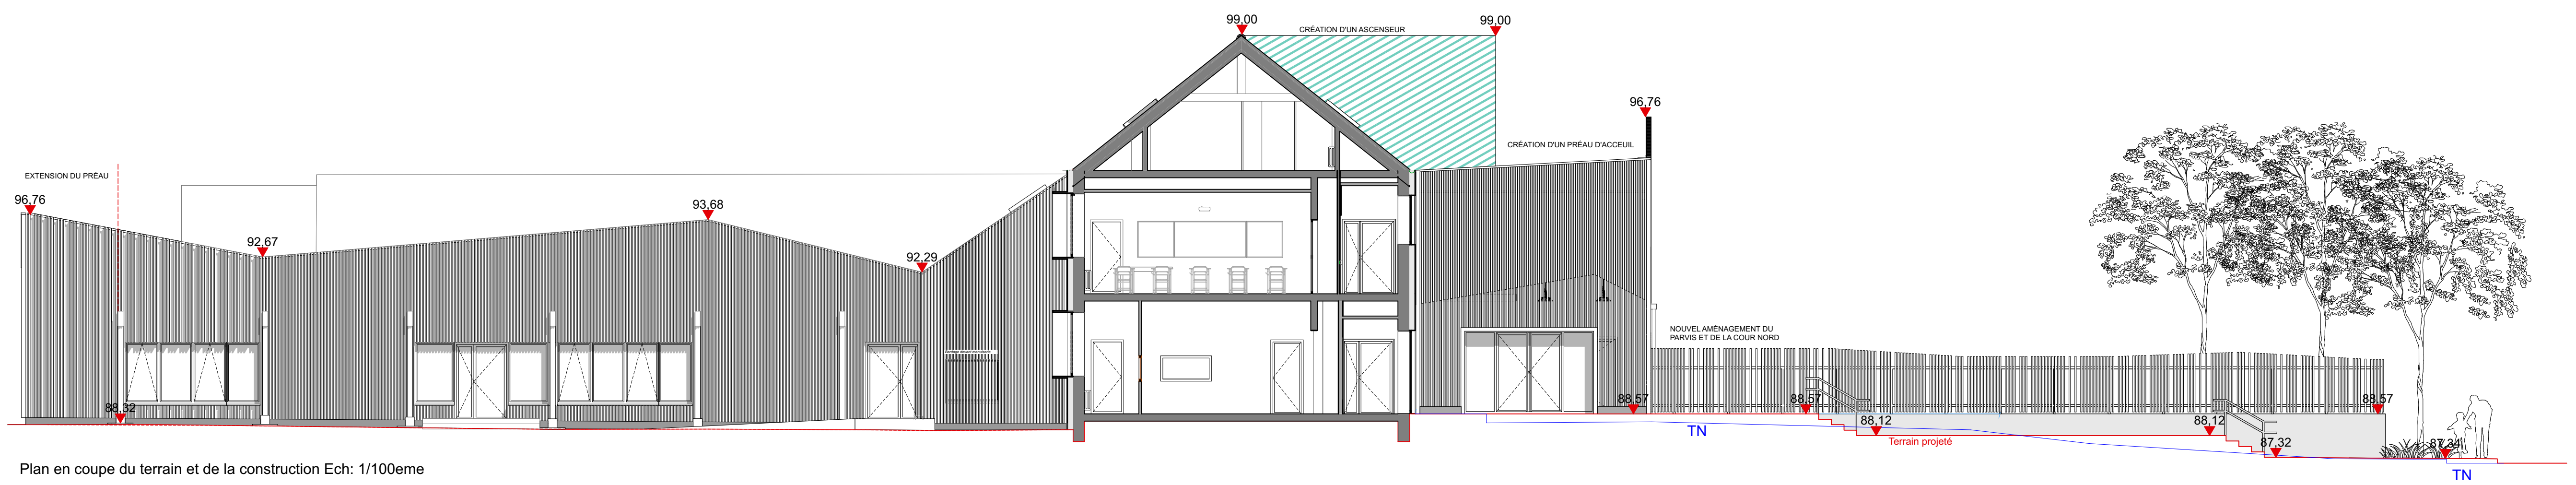 99,00
CRÉATION D'UN ASCENSEUR
99,00
96,76
CRÉATION D'UN PRÉAU D'ACCEUIL
EXTENSION DU PRÉAU
96,76
93,68
92,67
92,29
NOUVEL AMÉNAGEMENT DU
PARVIS ET DE LA COUR NORD
Bardage devant menuiserie
88,32
88,57
88,57
88,57
88,12
88,12
TN
Terrain projeté
87,32
87,34
Plan en coupe du terrain et de la construction Ech: 1/100eme
TN